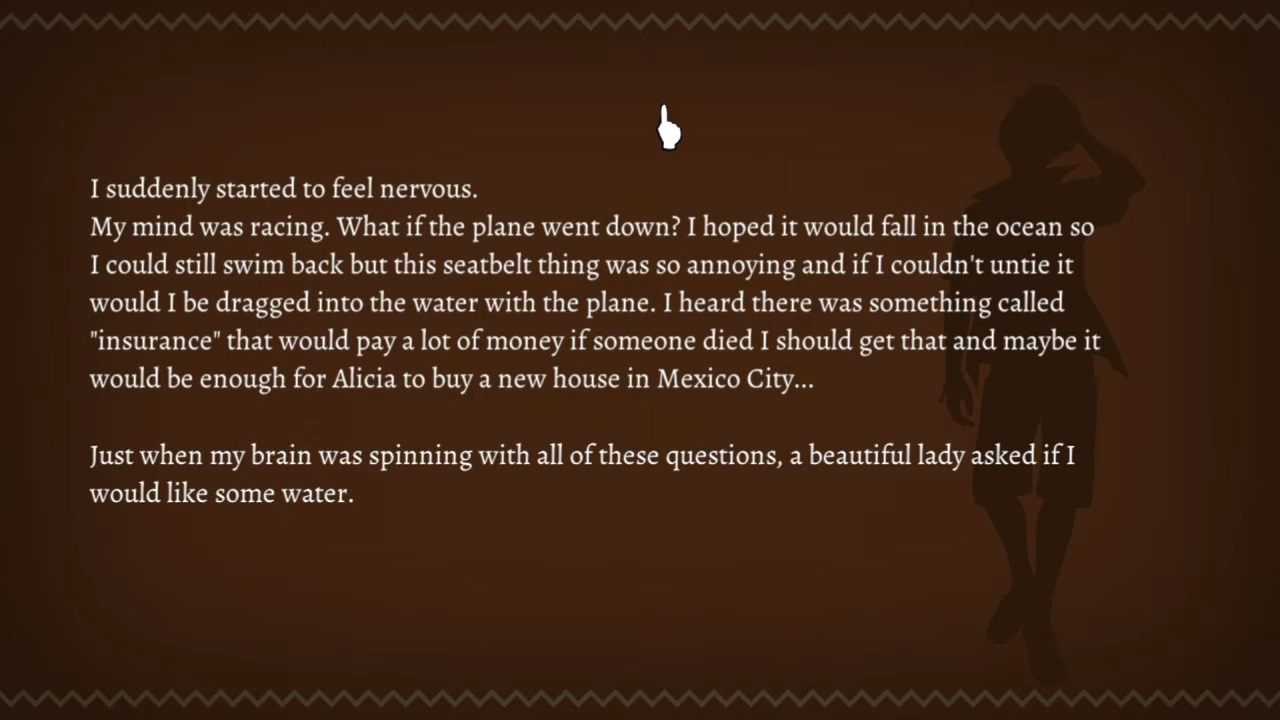 I suddenly started to feel nervous.
My mind was racing. What if the plane went down? I hoped it would fall in the ocean so
I could still swim back but this seatbelt thing was so annoying and if I couldn't untie it
would I be dragged into the water with the plane. I heard there was something called
"insurance" that would pay a lot of money if someone died I should get that and maybe it
would be enough for Alicia to buy a new house in Mexico City...
Just when my brain was spinning with all of these questions, a beautiful lady asked if I
would like some water.